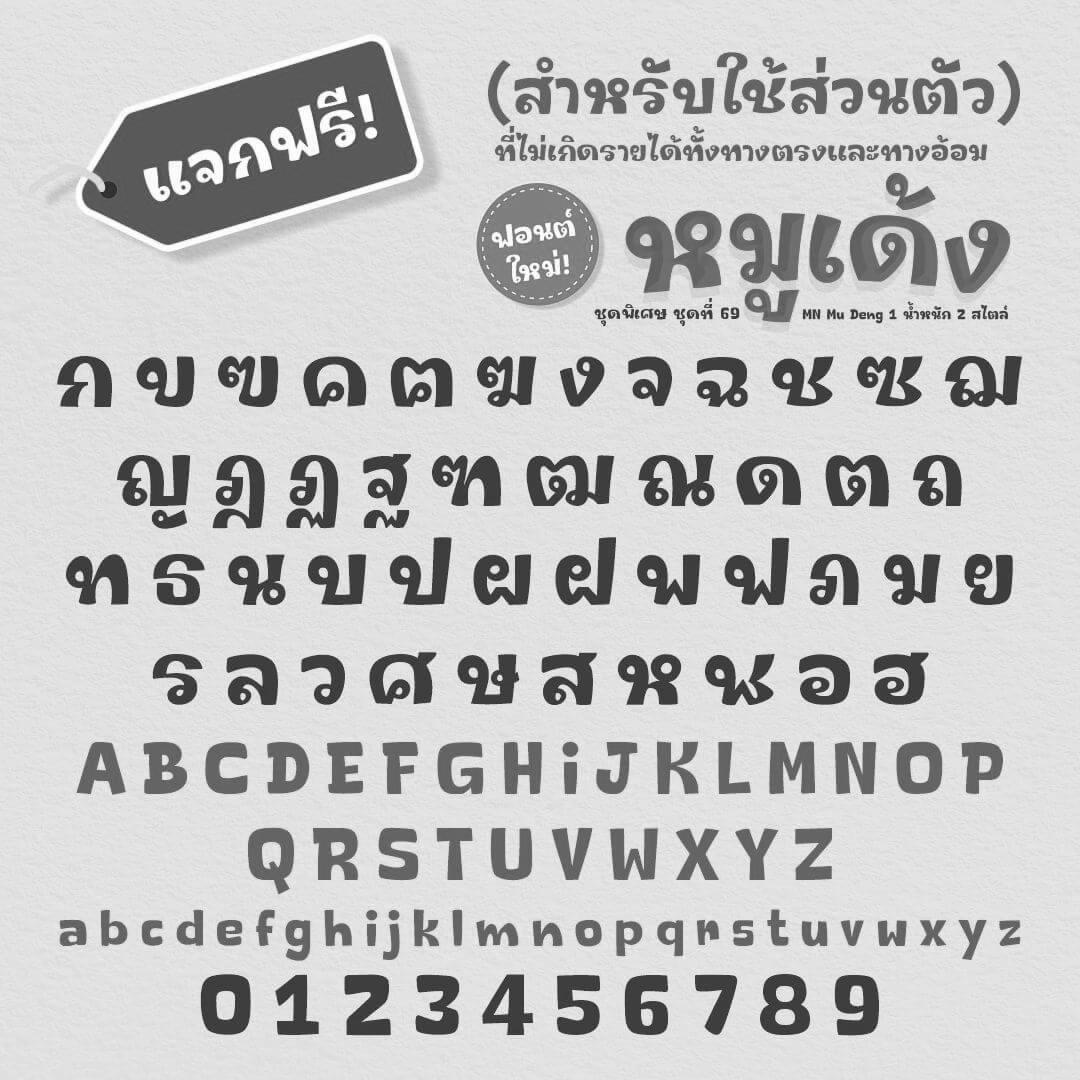 แจกฟรี!
(สำหรับใช้ส่วนตัว)
ที่ไม่เกิดรายได้ทั้งทางตรงและทางอ้อม
ฟอนต์
ใหม่!
หมูเด้ง
ชุดพิเศษ ชุดที่ 69
MN Mu Deng 1 น้ำหนัก 2 สไตล์
ก ข ฃ ค ฅ ฆ ง จ ฉ ช ซ ฌ
ญ ฎ ฏ ฐ ฑ ฒ ณ ด ต ถ
ท ธ น บ ป ผ ฝ พ ฟ ภ ม ย
ร ล ว ศ ษ ส ห ฬ อ ฮ
A B C D E F G H i J K L M N O P
Q R S T U V W X Y Z
a b c d e f g h i j k l m n o p q r s t u v w x y z
0 1 2 3 4 5 6 7 8 9